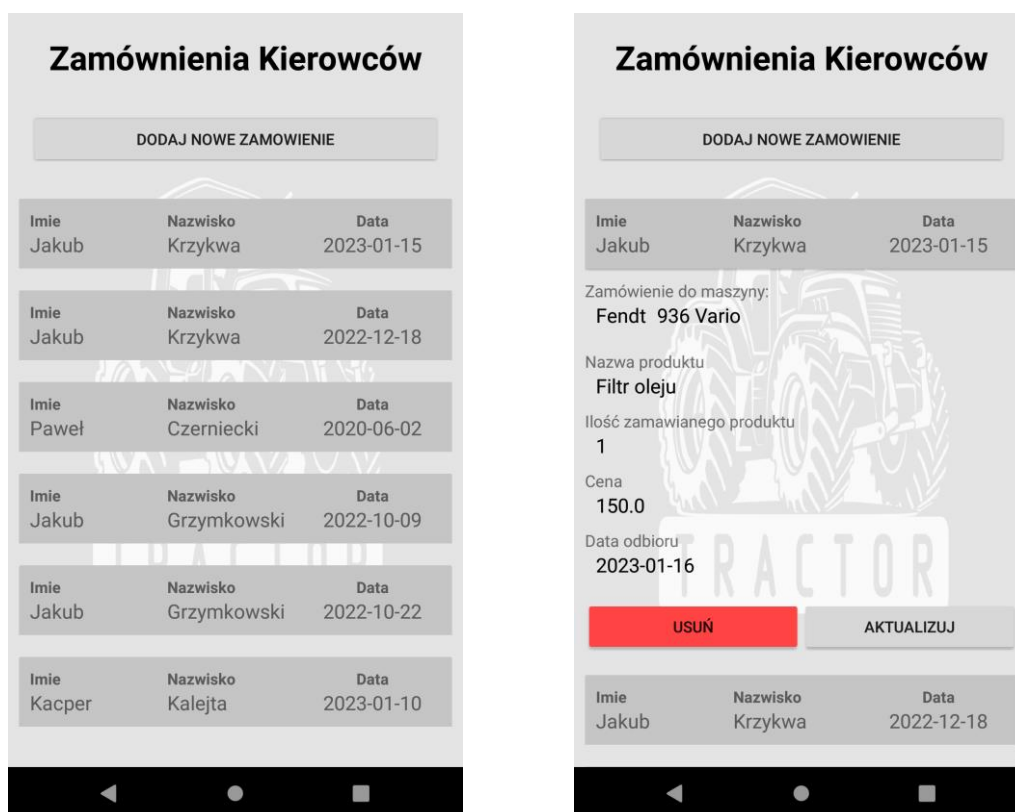 Zamównienia Kierowców
DODAJ NOWE ZAMOWIENIE
Imie Nazwisko Data
Jakub Krzykwa 2023-01-15
Imie Nazwisko Data
Jakub Krzykwa 2022-12-18
Imie Nazwisko Data
Paweł Czerniecki 2020-06-02
Imie Nazwisko Data
Jakub Grzymkowski 2022-10-09
TRACTOR
Imie Nazwisko Data
Jakub Grzymkowski 2022-10-22
Imie Nazwisko Data
Kacper Kalejta 2023-01-10
Zamównienia Kierowców
DODAJ NOWE ZAMOWIENIE
Imie Nazwisko Data
Jakub Krzykwa 2023-01-15
Zamówienie do maszyny:
Fendt 936 Vario
Nazwa produktu
Filtr oleju
Ilość zamawianego produktu
1
Cena
150.0
Data odbioru
2023-01-16
TRACTOR
USUŃ AKTUALIZUJ
Imie Nazwisko Data
Jakub Krzykwa 2022-12-18